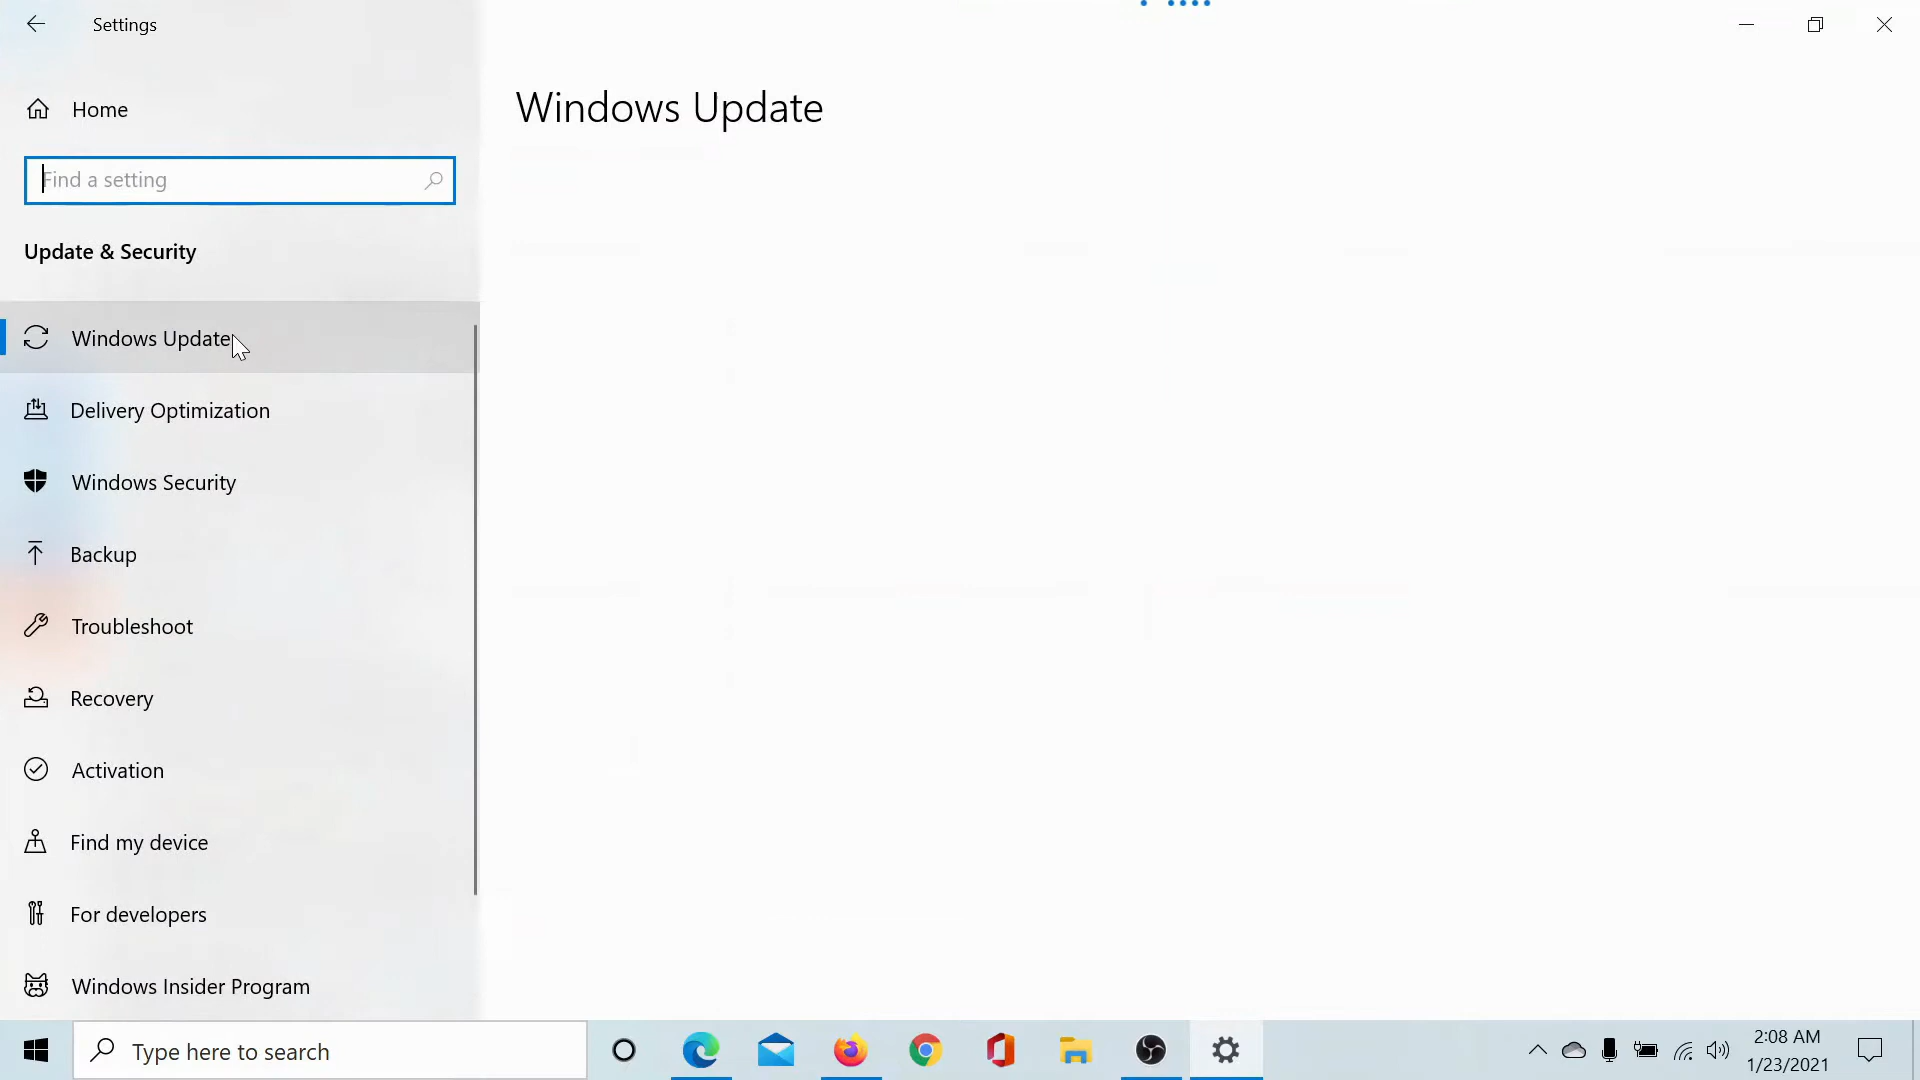 Settings
Home
Find a setting
Update & Security
Windows Update
Delivery Optimization
Windows Security
Backup
Troubleshoot
Recovery
Activation
Find my device
For developers
Windows Insider Program
Windows Update
Type here to search
2:08 AM
1/23/2021